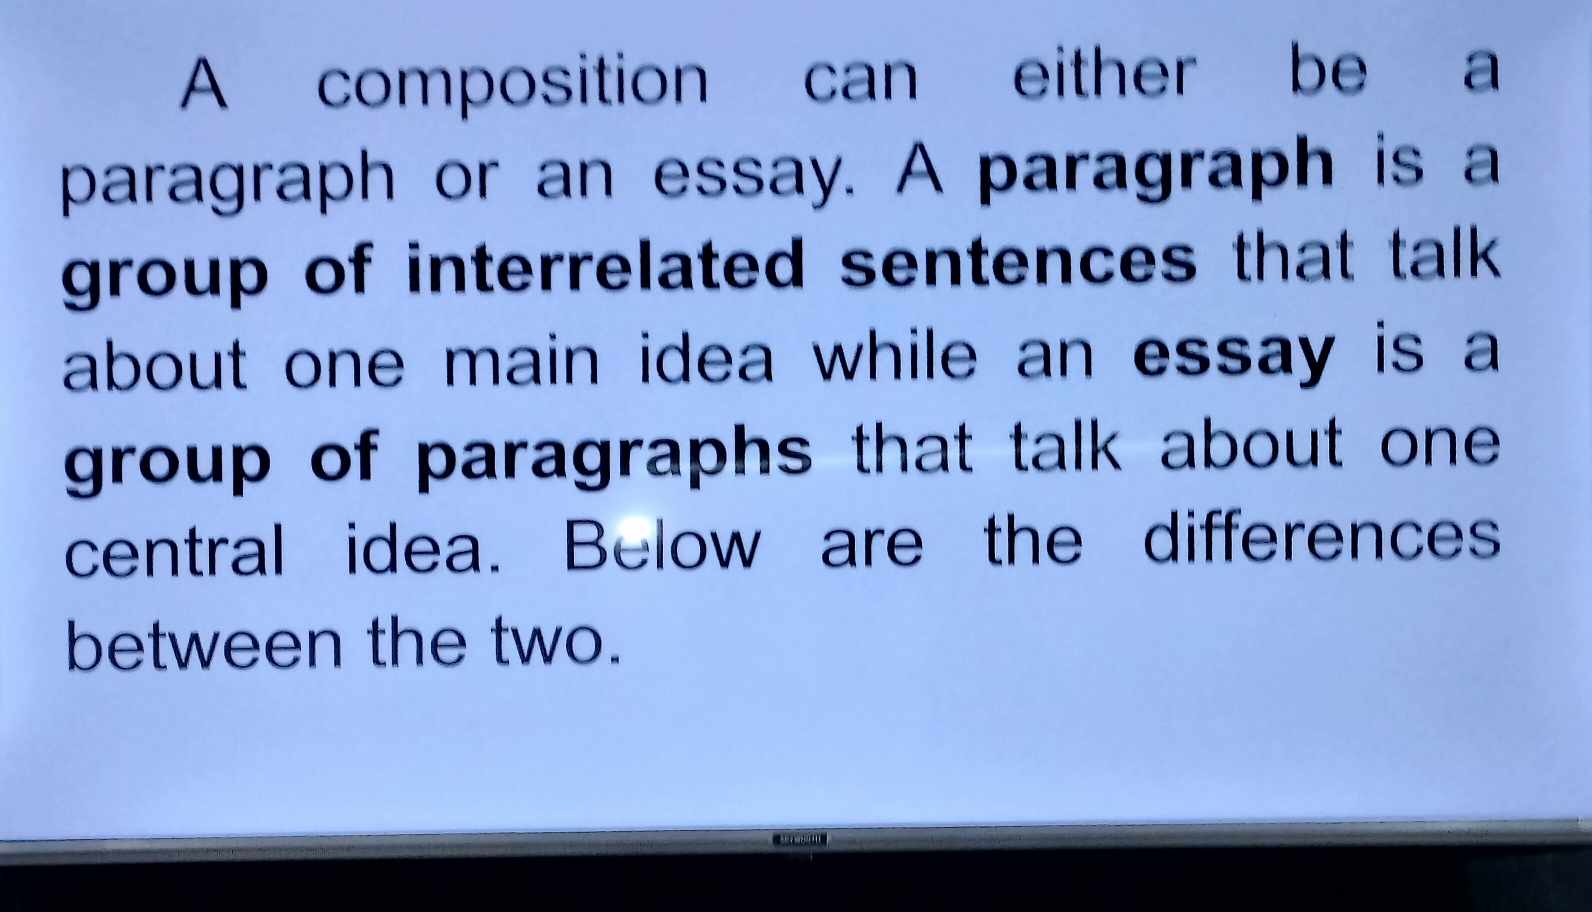 A composition can either be a
paragraph or an essay. A paragraph is a
group of interrelated sentences that talk
about one main idea while an essay is a
group of paragraphs that talk about one
central idea. Below are the differences
between the two.